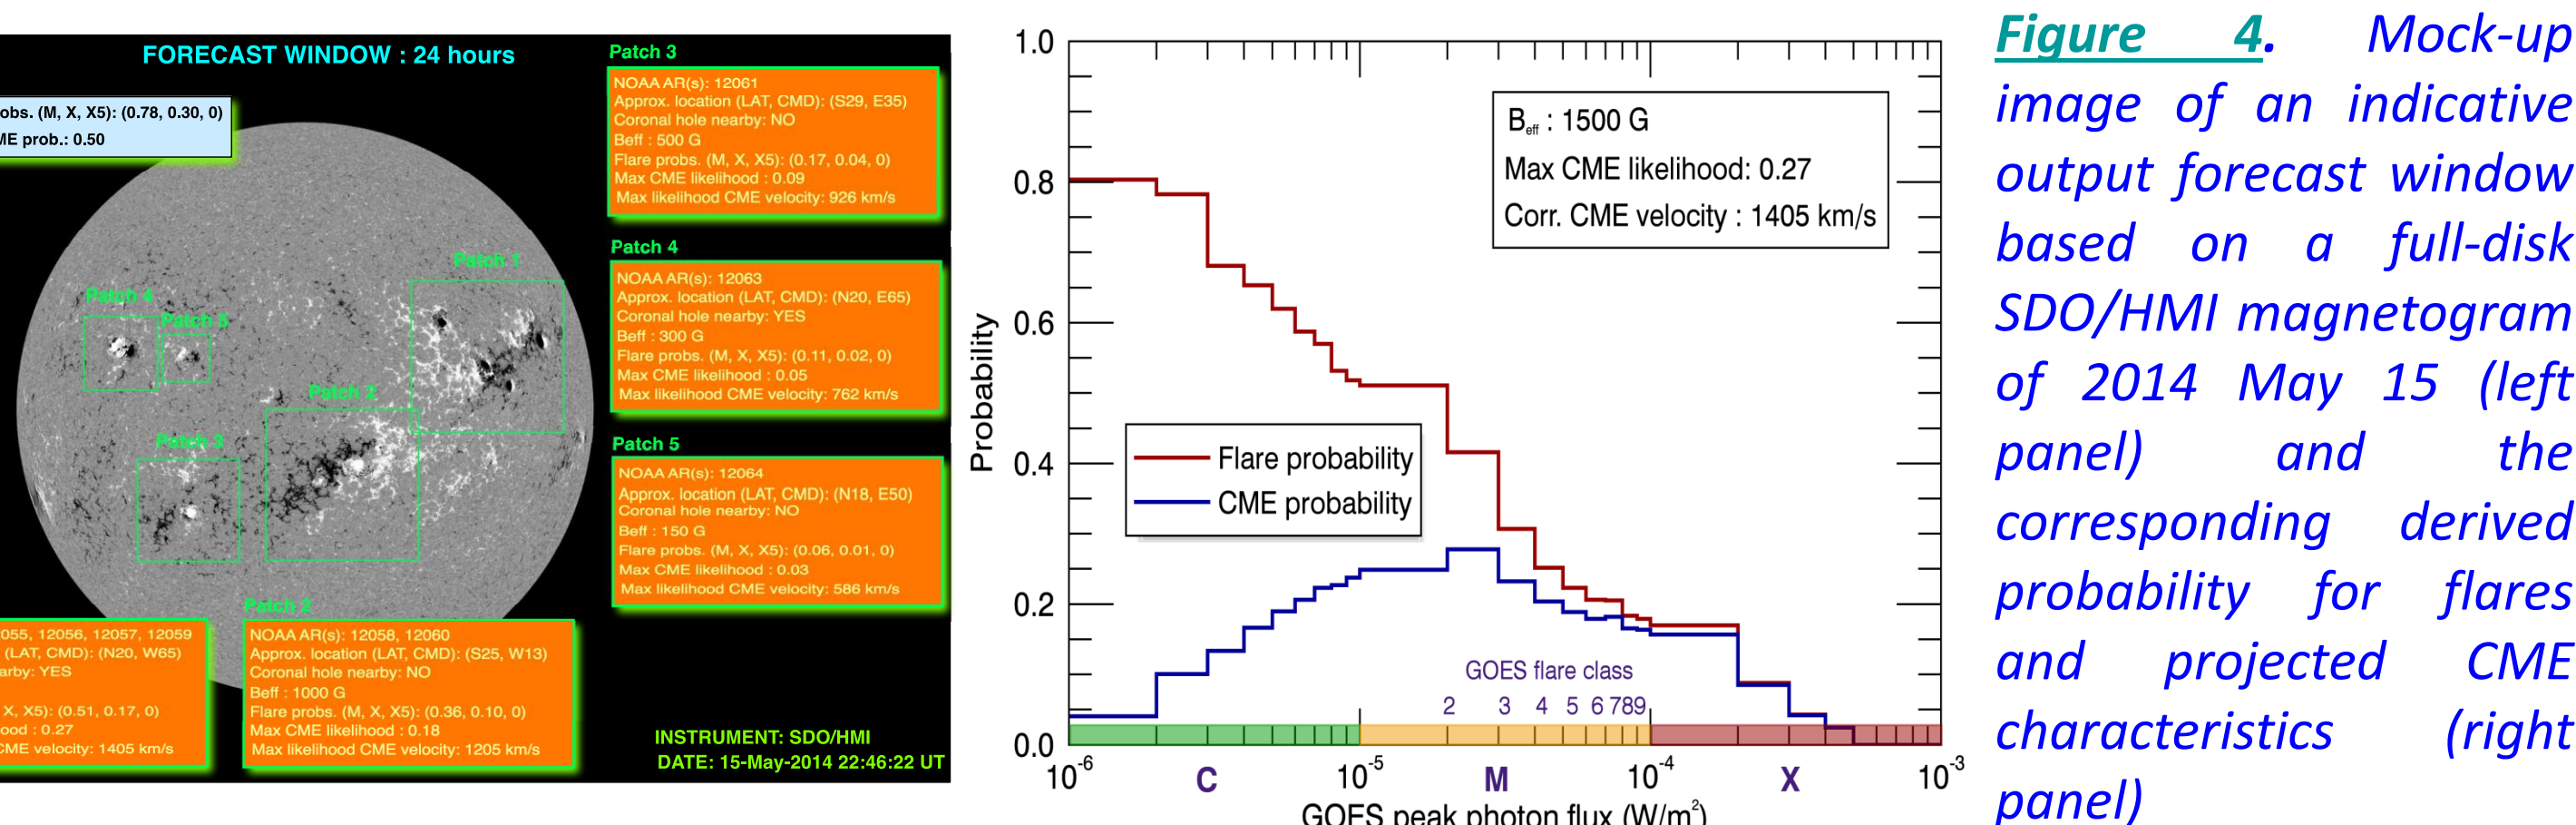 FORECAST WINDOW : 24 hours
obs. (M, X, X5): (0.78, 0.30, 0)
ME prob.: 0.50
Patch 1
Patch 4
Patch 5
Patch 2
Patch 3
Patch 3
NOAA AR(s): 12061
Approx. location (LAT, CMD): (S29, E35)
Coronal hole nearby: NO
Beff : 500 G
Flare probs. (M, X, X5): (0.17, 0.04, 0)
Max CME likelihood : 0.09
Max likelihood CME velocity: 926 km/s
Patch 4
NOAA AR(s): 12063
Approx. location (LAT, CMD): (N20, E65)
Coronal hole nearby: YES
Beff : 300 G
Flare probs. (M, X, X5): (0.11, 0.02, 0)
Max CME likelihood : 0.05
Max likelihood CME velocity: 762 km/s
Patch 5
NOAA AR(s): 12064
Approx. location (LAT, CMD): (N18, E50)
Coronal hole nearby: NO
Beff : 150 G
Flare probs. (M, X, X5): (0.06, 0.01, 0)
Max CME likelihood : 0.03
Max likelihood CME velocity: 586 km/s
055, 12056, 12057, 12059
(LAT, CMD): (N20, W65)
arby: YES
X, X5): (0.51, 0.17, 0)
ood : 0.27
CME velocity: 1405 km/s
Patch 2
NOAA AR(s): 12058, 12060
Approx. location (LAT, CMD): (S25, W13)
Coronal hole nearby: NO
Beff : 1000 G
Flare probs. (M, X, X5): (0.36, 0.10, 0)
Max CME likelihood : 0.18
Max likelihood CME velocity: 1205 km/s
INSTRUMENT: SDO/HMI
DATE: 15-May-2014 22:46:22 UT
Probability
1.0
0.8
0.6
0.4
0.2
0.0
B_eff : 1500 G
Max CME likelihood: 0.27
Corr. CME velocity : 1405 km/s
Flare probability
CME probability
GOES flare class
2 3 4 5 6 7 8 9
10^-6 10^-5 10^-4 10^-3
C M X
GOES peak photon flux (W/m²)
Figure 4. Mock-up
image of an indicative
output forecast window
based on a full-disk
SDO/HMI magnetogram
of 2014 May 15 (left
panel) and the
corresponding derived
probability for flares
and projected CME
characteristics (right
panel)